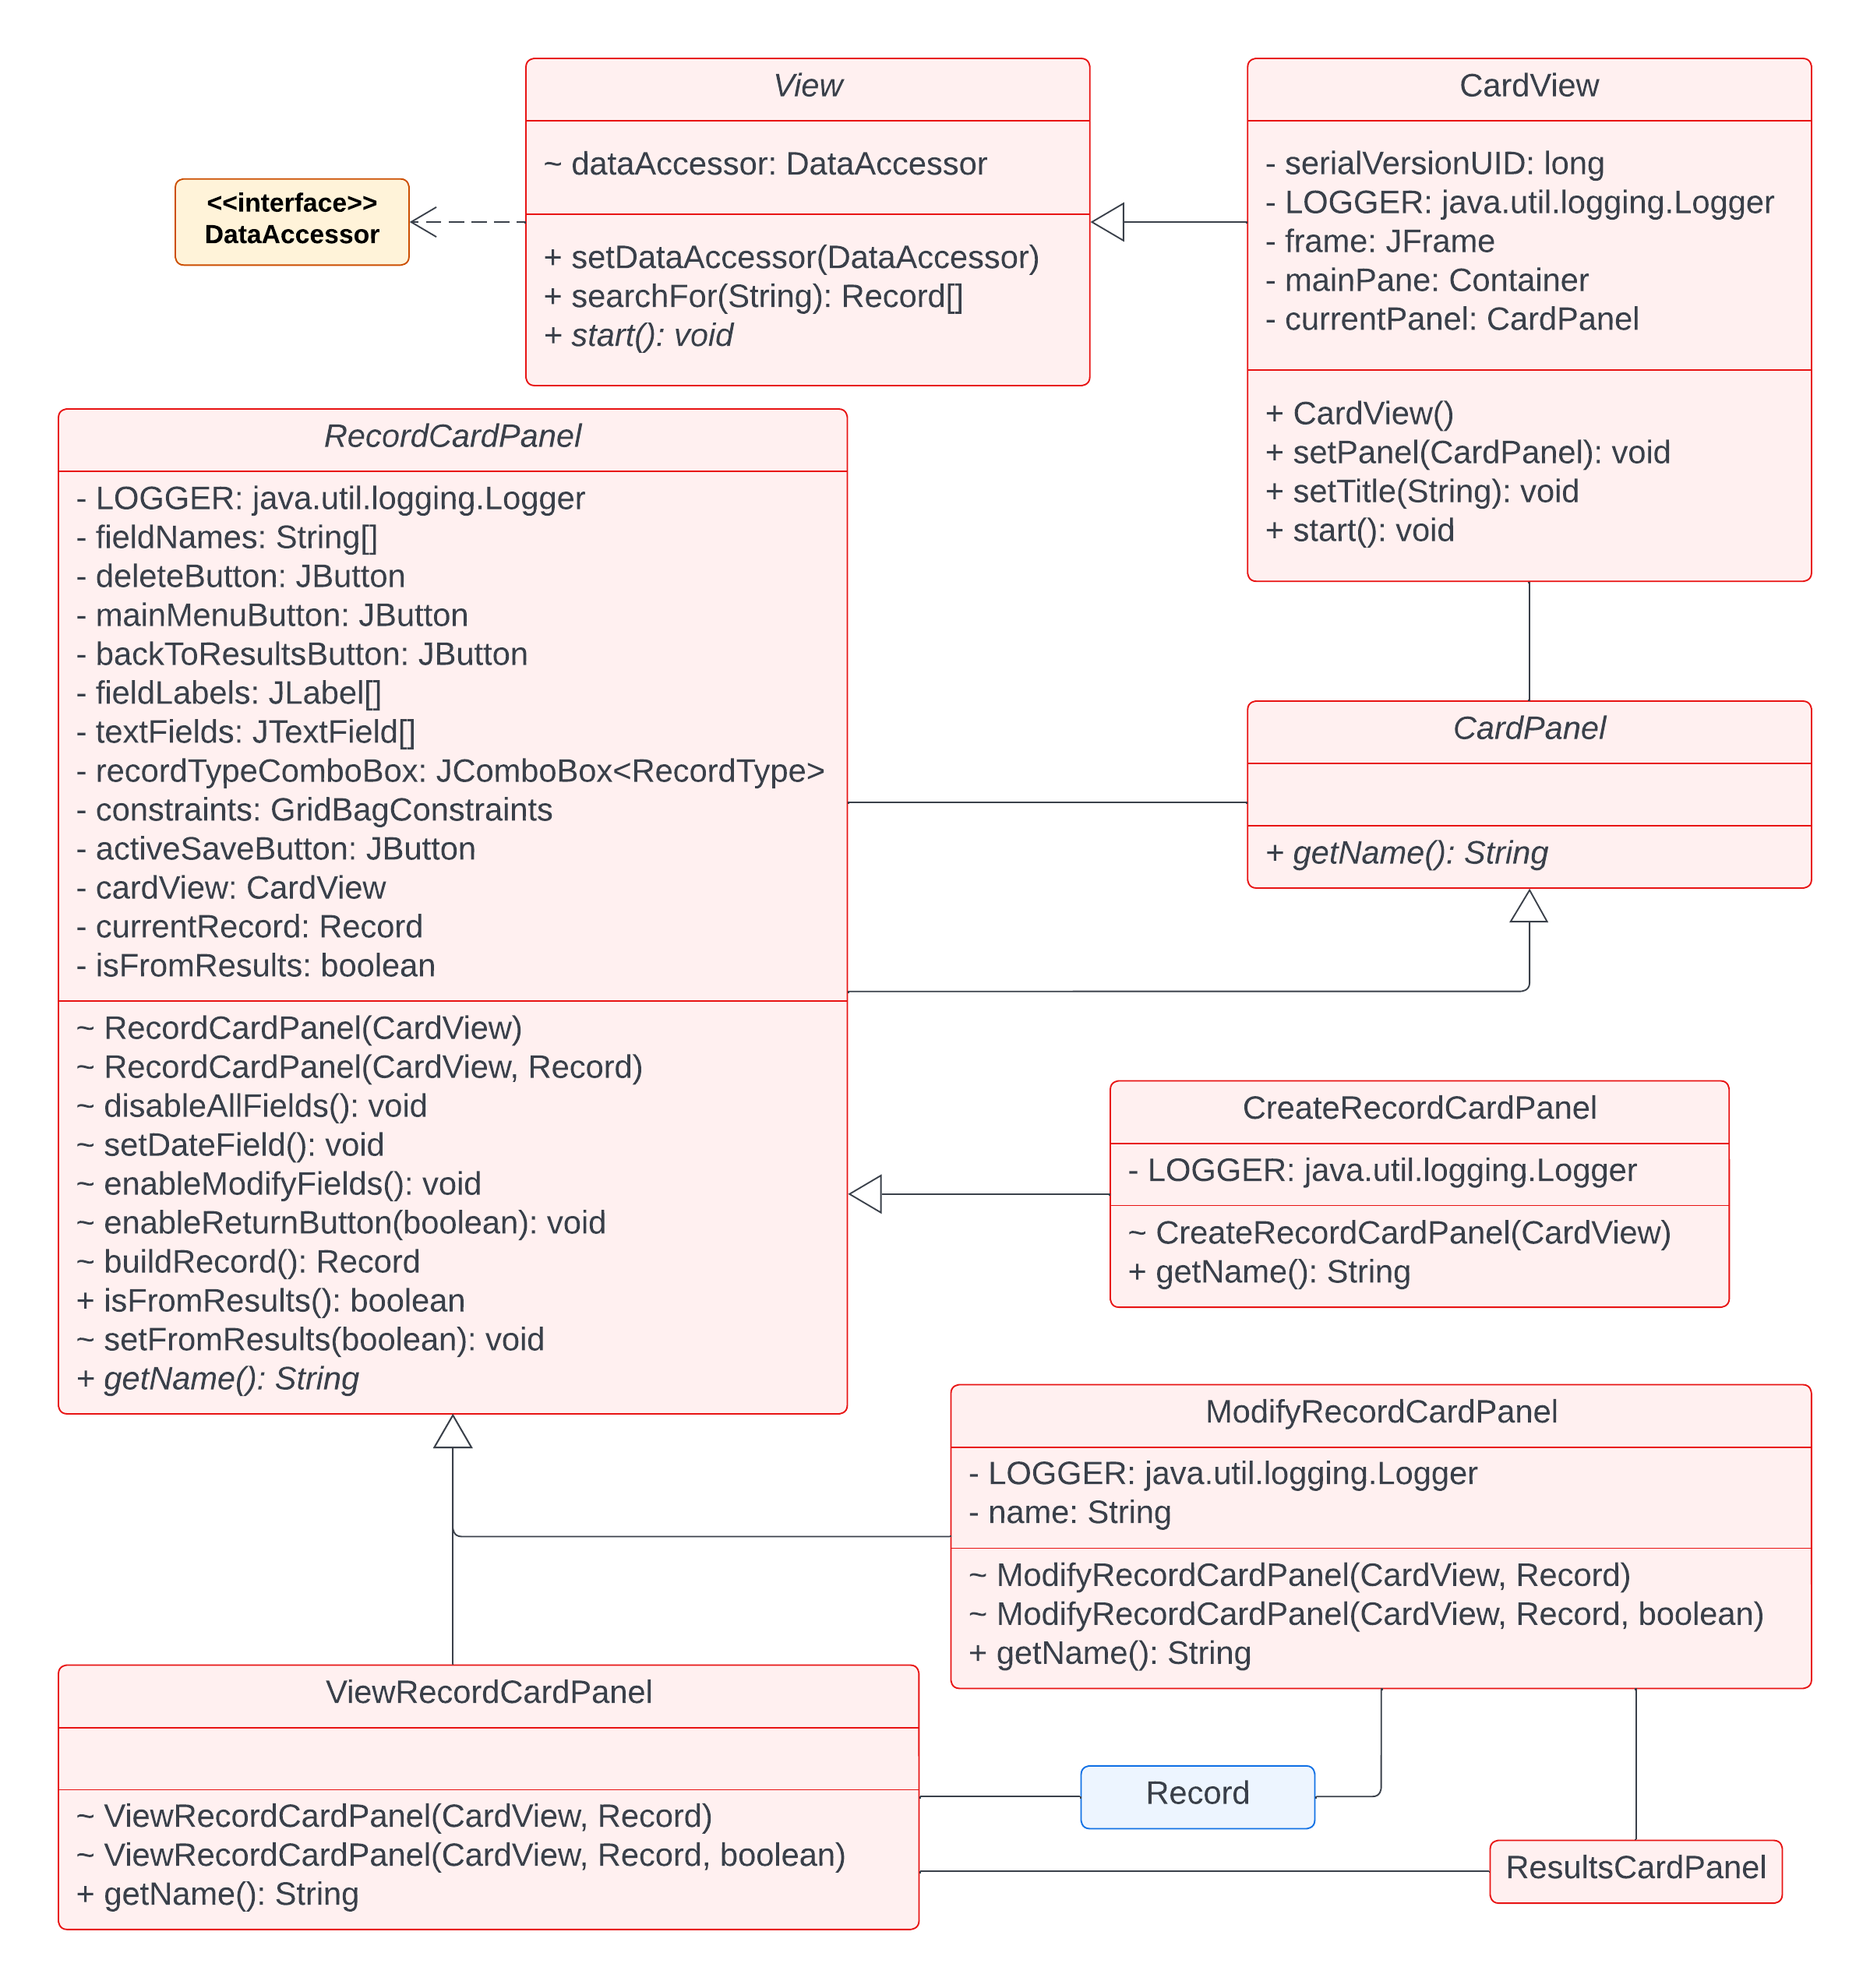 View
~ dataAccessor: DataAccessor
+ setDataAccessor(DataAccessor)
+ searchFor(String): Record[]
+ start(): void
<<interface>>
DataAccessor
CardView
- serialVersionUID: long
- LOGGER: java.util.logging.Logger
- frame: JFrame
- mainPane: Container
- currentPanel: CardPanel
+ CardView()
+ setPanel(CardPanel): void
+ setTitle(String): void
+ start(): void
RecordCardPanel
- LOGGER: java.util.logging.Logger
- fieldNames: String[]
- deleteButton: JButton
- mainMenuButton: JButton
- backToResultsButton: JButton
- fieldLabels: JLabel[]
- textFields: JTextField[]
- recordTypeComboBox: JComboBox<RecordType>
- constraints: GridBagConstraints
- activeSaveButton: JButton
- cardView: CardView
- currentRecord: Record
- isFromResults: boolean
~ RecordCardPanel(CardView)
~ RecordCardPanel(CardView, Record)
~ disableAllFields(): void
~ setDateField(): void
~ enableModifyFields(): void
~ enableReturnButton(boolean): void
~ buildRecord(): Record
+ isFromResults(): boolean
~ setFromResults(boolean): void
+ getName(): String
CardPanel
+ getName(): String
CreateRecordCardPanel
- LOGGER: java.util.logging.Logger
~ CreateRecordCardPanel(CardView)
+ getName(): String
ModifyRecordCardPanel
- LOGGER: java.util.logging.Logger
- name: String
~ ModifyRecordCardPanel(CardView, Record)
~ ModifyRecordCardPanel(CardView, Record, boolean)
+ getName(): String
ViewRecordCardPanel
~ ViewRecordCardPanel(CardView, Record)
~ ViewRecordCardPanel(CardView, Record, boolean)
+ getName(): String
Record
ResultsCardPanel